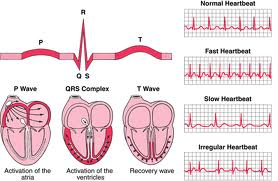 R
P
T
Q S
P Wave
QRS Complex
T Wave
Activation of the
atria
Activation of the
ventricles
Recovery wave
Normal Heartbeat
Fast Heartbeat
Slow Heartbeat
Irregular Heartbeat